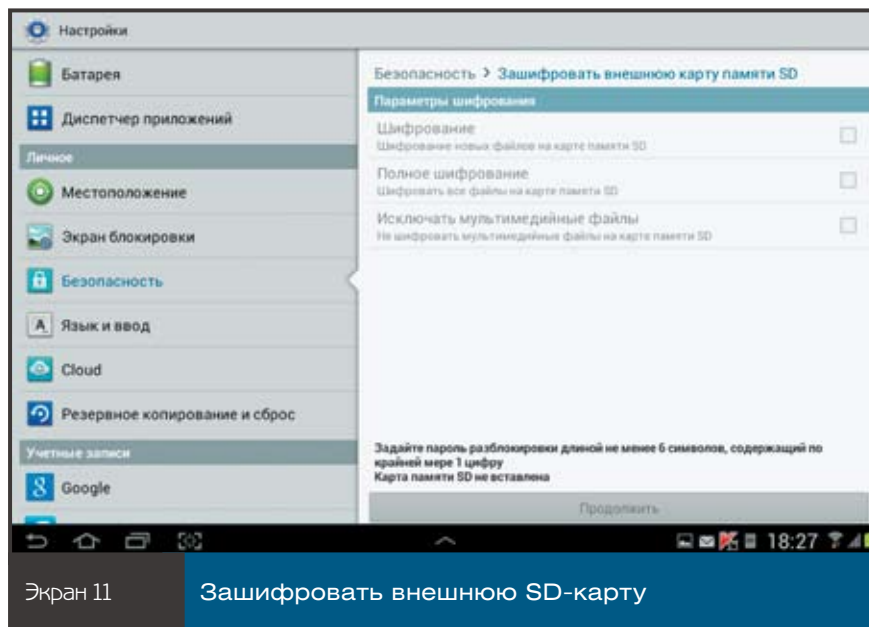 Настройки
Батарея
Диспетчер приложений
Личное
Местоположение
Экран блокировки
Безопасность
Язык и ввод
Cloud
Резервное копирование и сброс
Учетные записи
Google
Безопасность > Зашифровать внешнюю карту памяти SD
Параметры шифрования
Шифрование
Шифрование новых файлов на карте памяти SD
Полное шифрование
Шифровать все файлы на карте памяти SD
Исключать мультимедийные файлы
Не шифровать мультимедийные файлы на карте памяти SD
Задайте пароль разблокировки длиной не менее 6 символов, содержащий по
крайней мере 1 цифру
Карта памяти SD не вставлена
Продолжить
18:27
Экран 11
Зашифровать внешнюю SD-карту